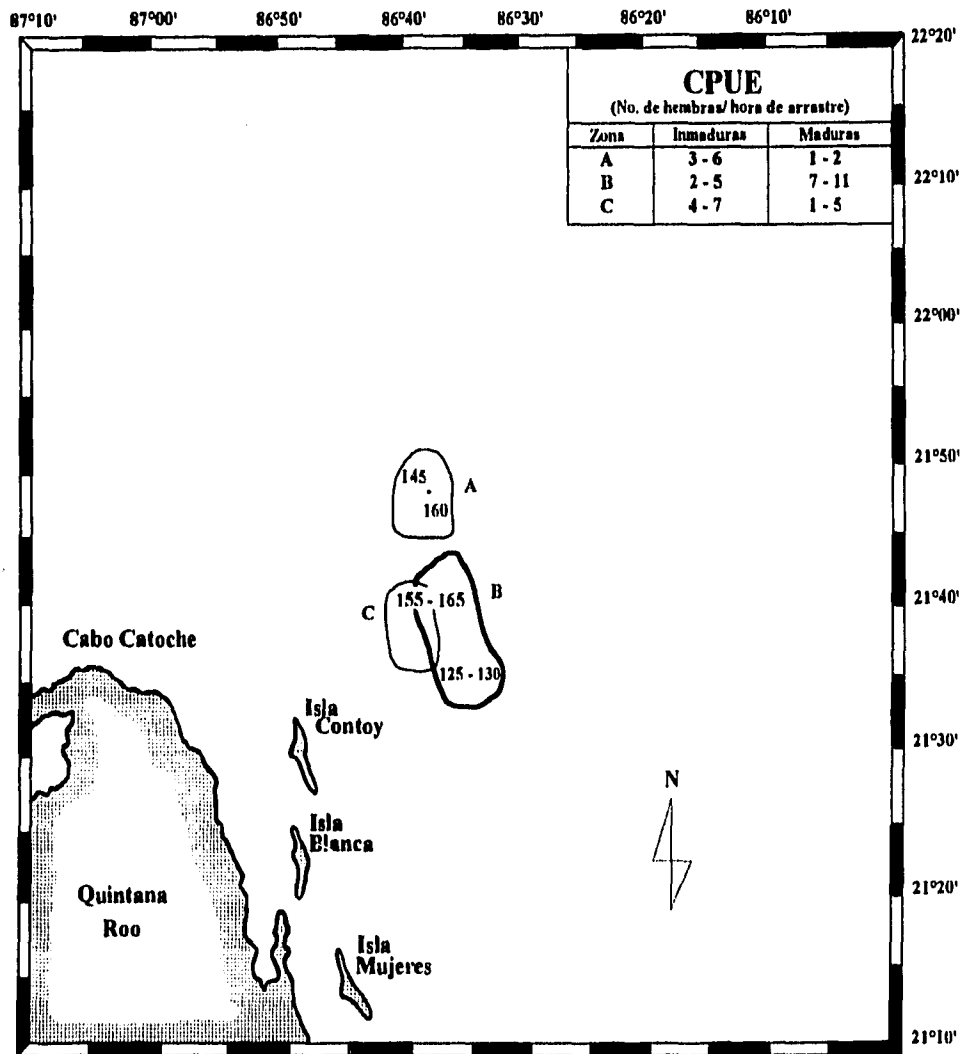 87°10' 87°00' 86°50' 86°40' 86°30' 86°20' 86°10'
22°20'
CPUE
(No. de hembras/ hora de arrastre)
Zona Inmaduras Maduras
A 3 - 6 1 - 2
B 2 - 5 7 - 11
C 4 - 7 1 - 5
22°10'
22°00'
21°50'
145
A
160
B
21°40'
C
155 - 165
Cabo Catoche
125 - 130
Isla
Contoy
21°30'
N
Isla
Blanca
21°20'
Quintana
Roo
Isla
Mujeres
21°10'